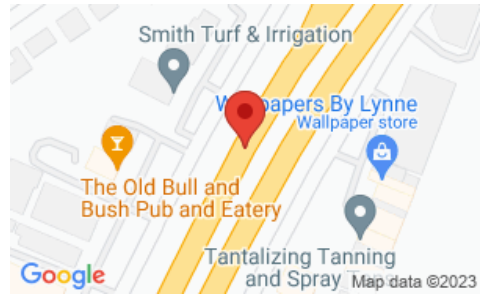 Smith Turf & Irrigation
Wallpapers By Lynne
Wallpaper store
The Old Bull and
Bush Pub and Eatery
Tantalizing Tanning
and Spray
Google
Map data ©2023